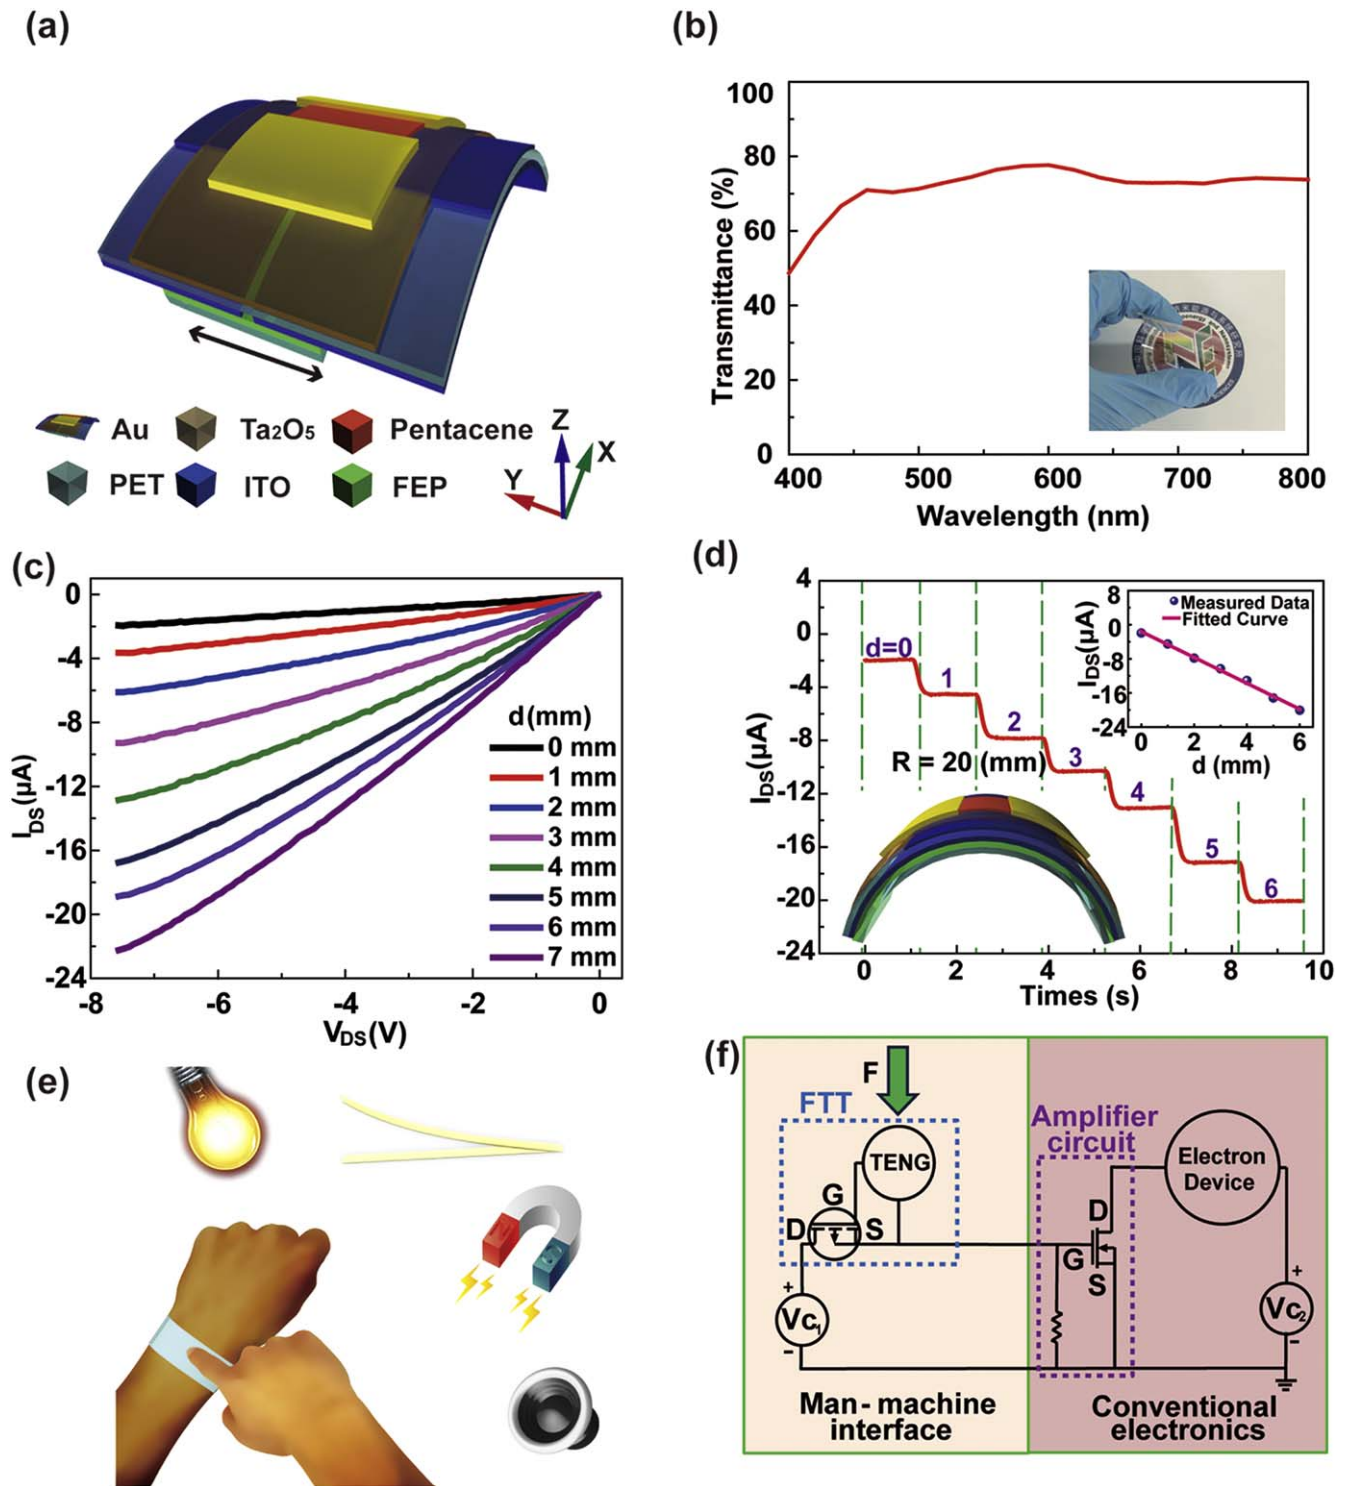 (a)
Au
Ta2O5
Pentacene
PET
ITO
FEP
Z
X
Y
(b)
100
80
60
40
20
0
Transmittance (%)
400
500
600
700
800
Wavelength (nm)
(c)
0
-4
-8
-12
-16
-20
-24
IDS(μA)
d(mm)
0 mm
1 mm
2 mm
3 mm
4 mm
5 mm
6 mm
7 mm
-8
-6
-4
-2
0
VDS(V)
(d)
4
0
-4
-8
-12
-16
-20
-24
IDS(μA)
d=0
1
2
3
4
5
6
R = 20 (mm)
8
0
-8
-16
-24
IDS(μA)
Measured Data
Fitted Curve
0
2
4
6
d (mm)
0
2
4
6
8
10
Times (s)
(e)
N
S
(f)
F
FTT
TENG
G
D
S
+
Vc1
-
Man-machine
interface
Amplifier
circuit
D
G
S
Electron
Device
+
Vc2
-
Conventional
electronics